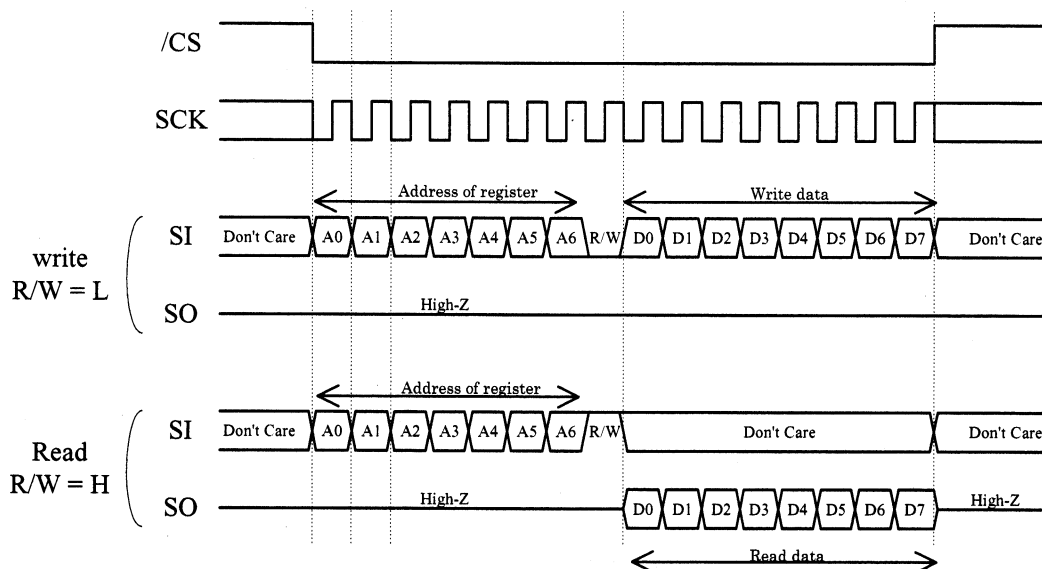 /CS
SCK
Address of register
Write data
SI
Don't Care A0 A1 A2 A3 A4 A5 A6 R/W D0 D1 D2 D3 D4 D5 D6 D7 Don't Care
write
R/W = L
SO
High-Z
Address of register
SI
Don't Care A0 A1 A2 A3 A4 A5 A6 R/W Don't Care Don't Care
Read
R/W = H
SO
High-Z D0 D1 D2 D3 D4 D5 D6 D7 High-Z
Read data